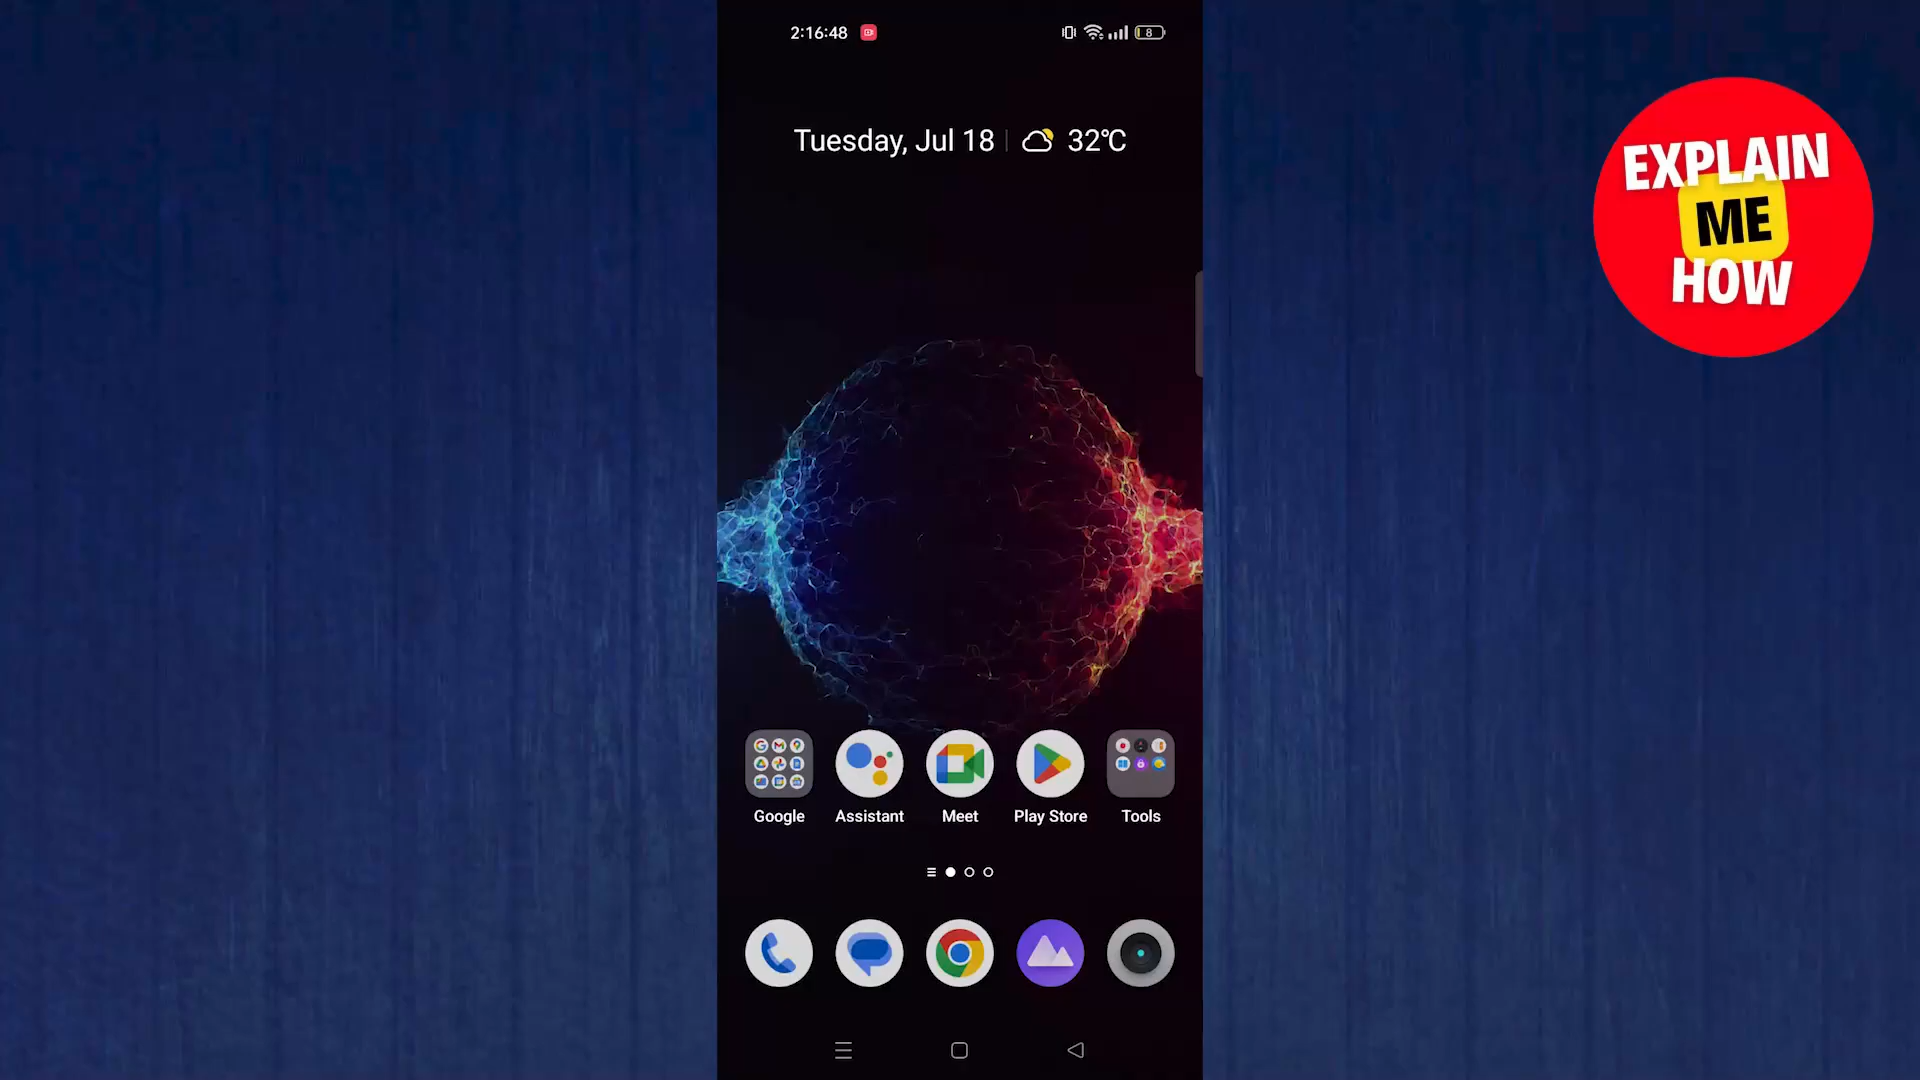 2:16:48
8
Tuesday, Jul 18 32°C
EXPLAIN
ME
HOW
Google Assistant Meet Play Store Tools